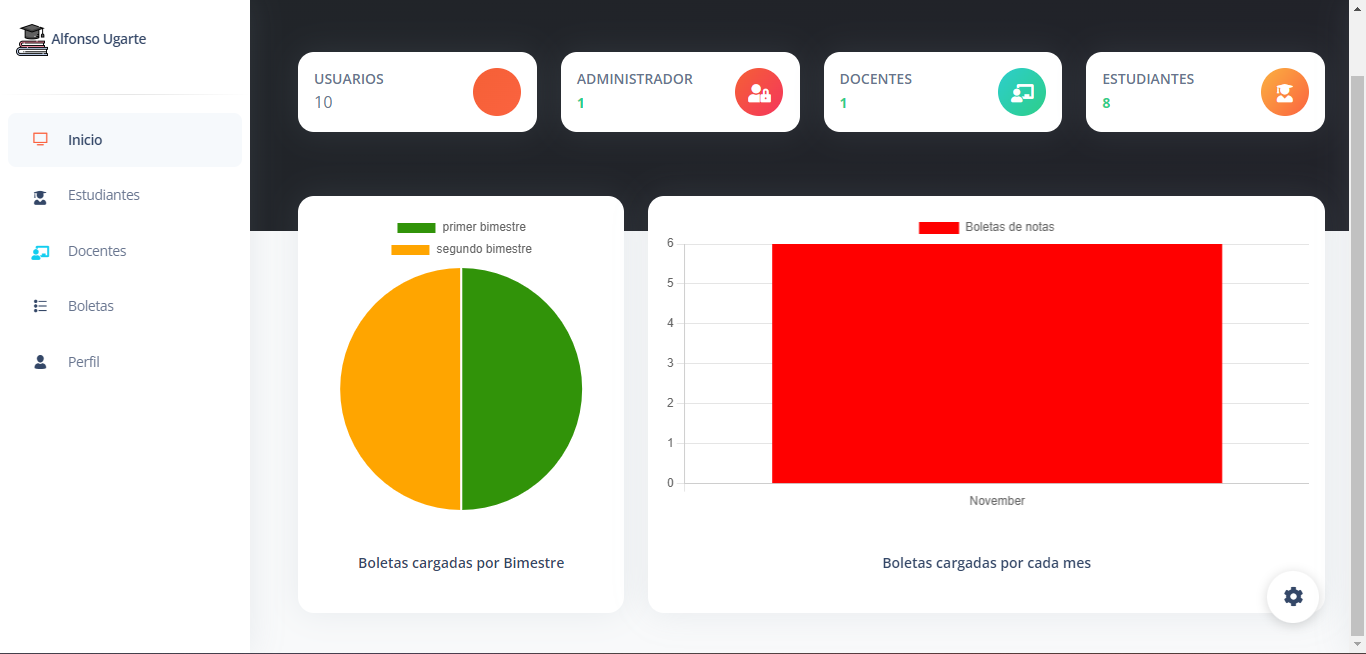 Alfonso Ugarte
Inicio
Estudiantes
Docentes
Boletas
Perfil
USUARIOS
10
ADMINISTRADOR
1
DOCENTES
1
ESTUDIANTES
8
primer bimestre
segundo bimestre
Boletas cargadas por Bimestre
Boletas de notas
6
5
4
3
2
1
0
November
Boletas cargadas por cada mes